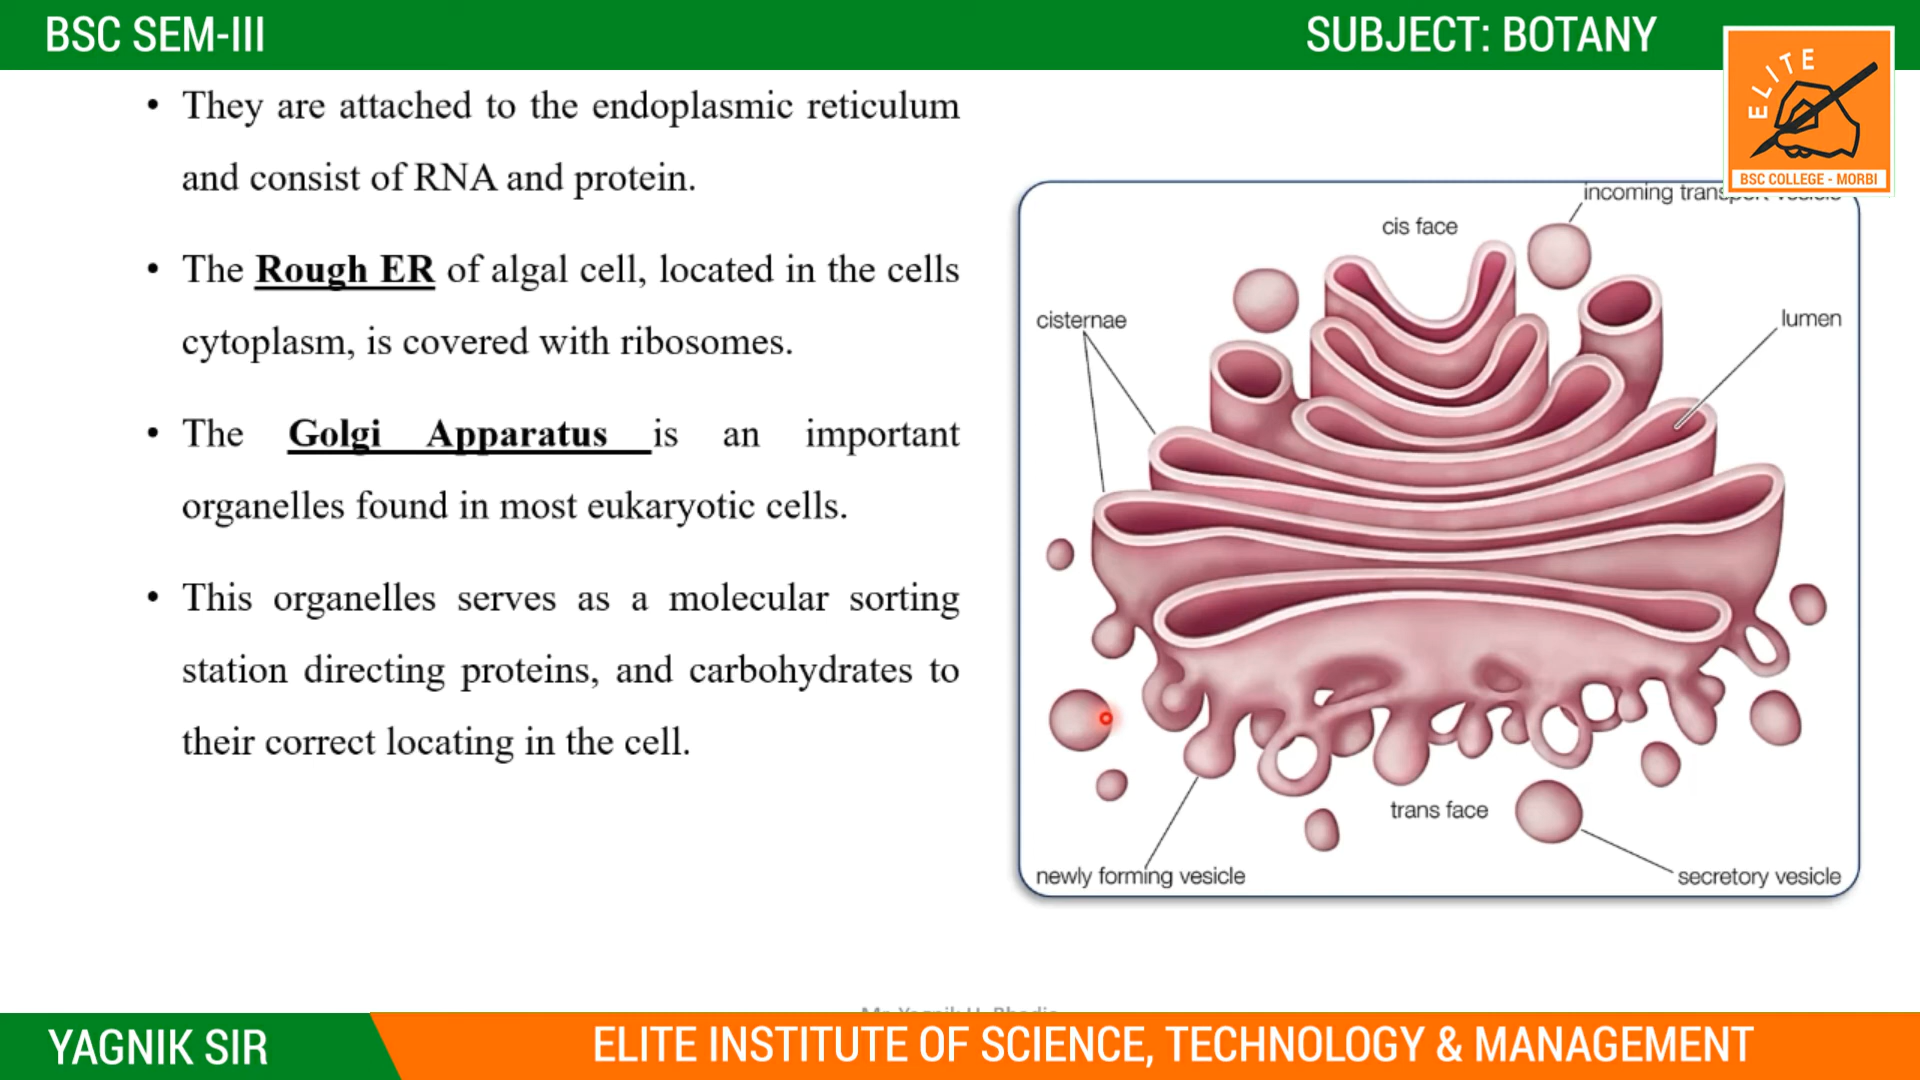 BSC SEM-III
SUBJECT: BOTANY
ELITE
BSC COLLEGE - MORBI
• They are attached to the endoplasmic reticulum
and consist of RNA and protein.
• The Rough ER of algal cell, located in the cells
cytoplasm, is covered with ribosomes.
• The Golgi Apparatus is an important
organelles found in most eukaryotic cells.
• This organelles serves as a molecular sorting
station directing proteins, and carbohydrates to
their correct locating in the cell.
incoming transport vesicle
cis face
cisternae
lumen
trans face
newly forming vesicle
secretory vesicle
YAGNIK SIR
ELITE INSTITUTE OF SCIENCE, TECHNOLOGY & MANAGEMENT